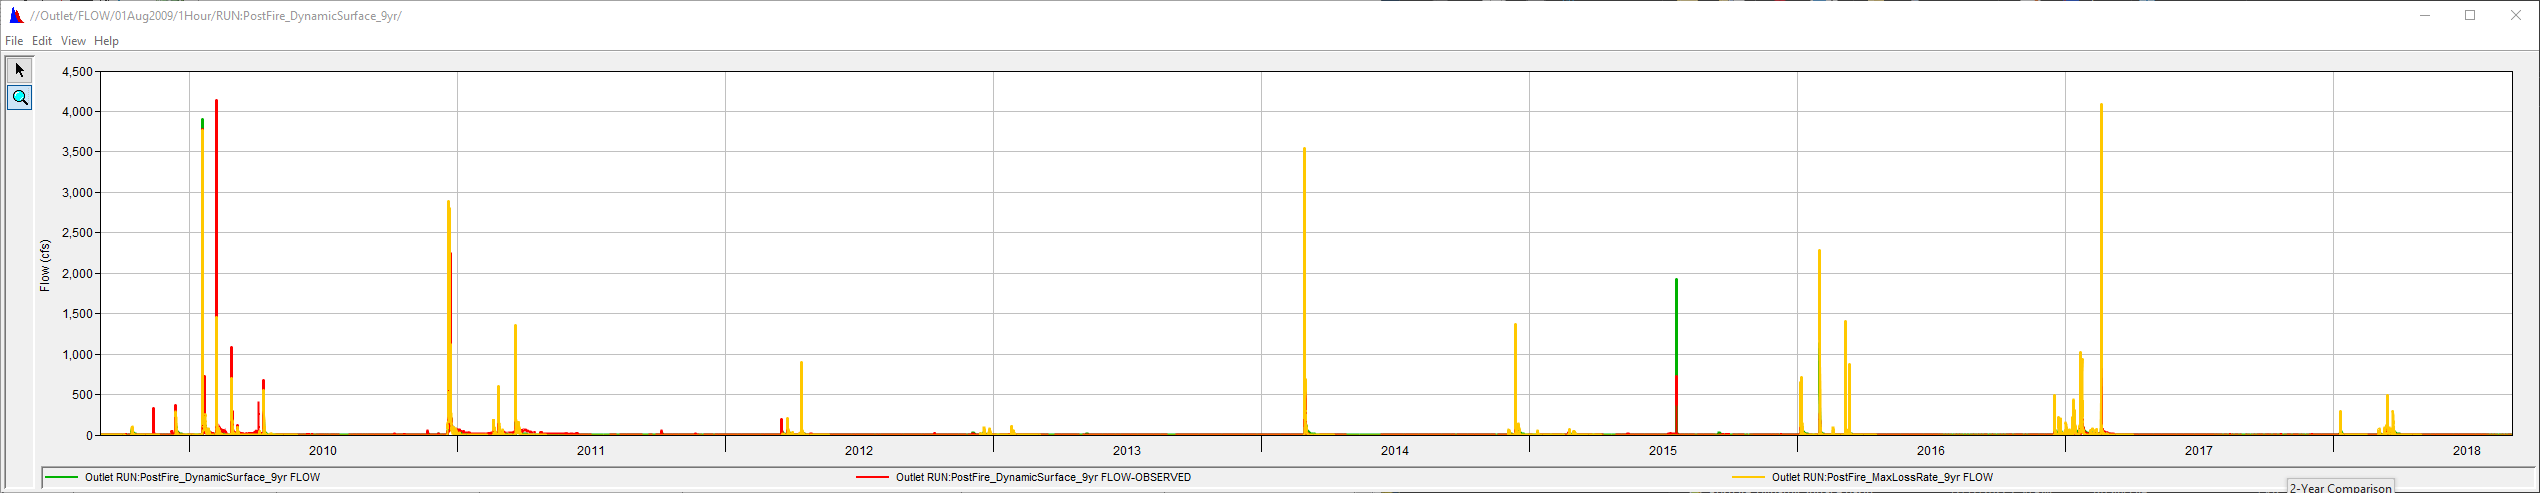 //Outlet/FLOW/01Aug2009/1Hour/RUN:PostFire_DynamicSurface_9yr/
File Edit View Help
4,500
4,000
3,500
3,000
2,500
2,000
1,500
1,000
500
0
Flow (cfs)
2010 2011 2012 2013 2014 2015 2016 2017 2018
Outlet RUN:PostFire_DynamicSurface_9yr FLOW Outlet RUN:PostFire_DynamicSurface_9yr FLOW-OBSERVED Outlet RUN:PostFire_MaxLossRate_9yr FLOW
2-Year Comparison